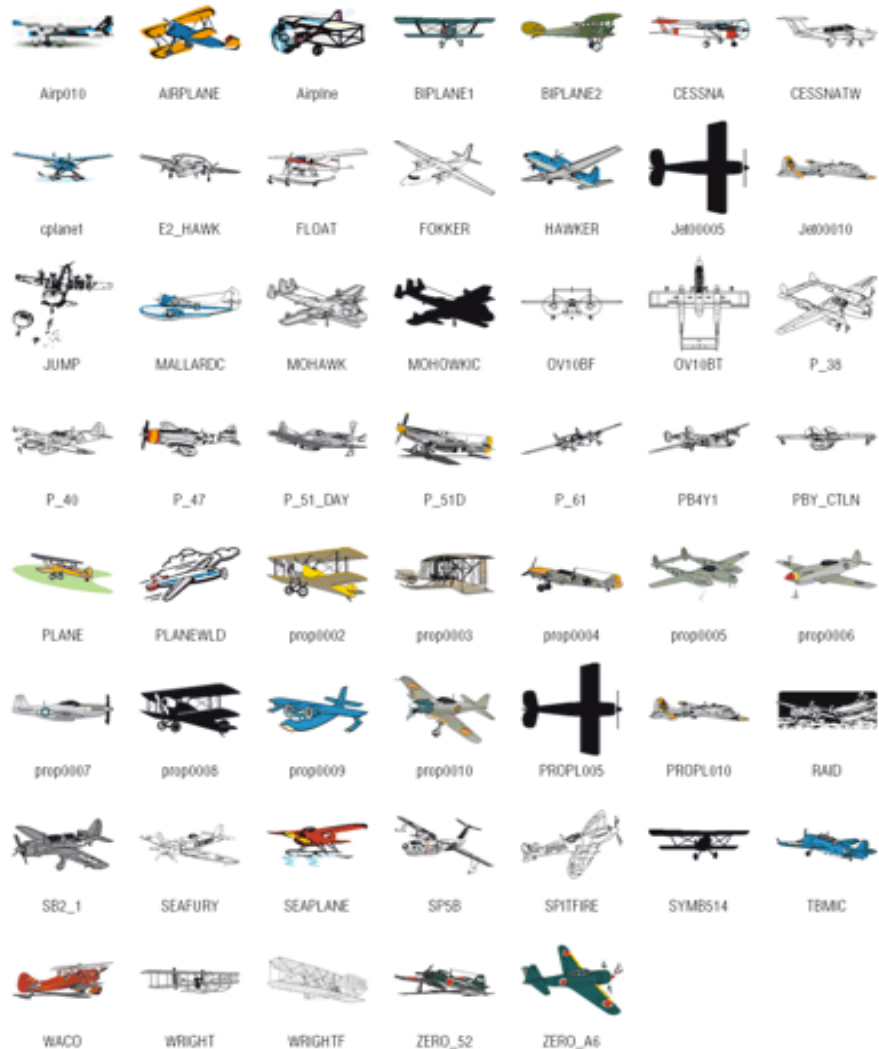 Airp010 AIRPLANE Airplne BIPLANE1 BIPLANE2 CESSNA CESSNATW
cplane1 E2_HAWK FLOAT FOKKER HAWKER Jet00005 Jet00010
JUMP MALLARDC MOHAWK MOHOWKIC OV10BF OV10BT P_38
P_40 P_47 P_51_DAY P_51D P_61 PB4Y1 PBY_CTLN
PLANE PLANEWLD prop0002 prop0003 prop0004 prop0005 prop0006
prop0007 prop0008 prop0009 prop0010 PROPL005 PROPL010 RAID
SB2_1 SEAFURY SEAPLANE SP5B SPITFIRE SYMB514 TBMIC
WACO WRIGHT WRIGHTF ZERO_52 ZERO_A6